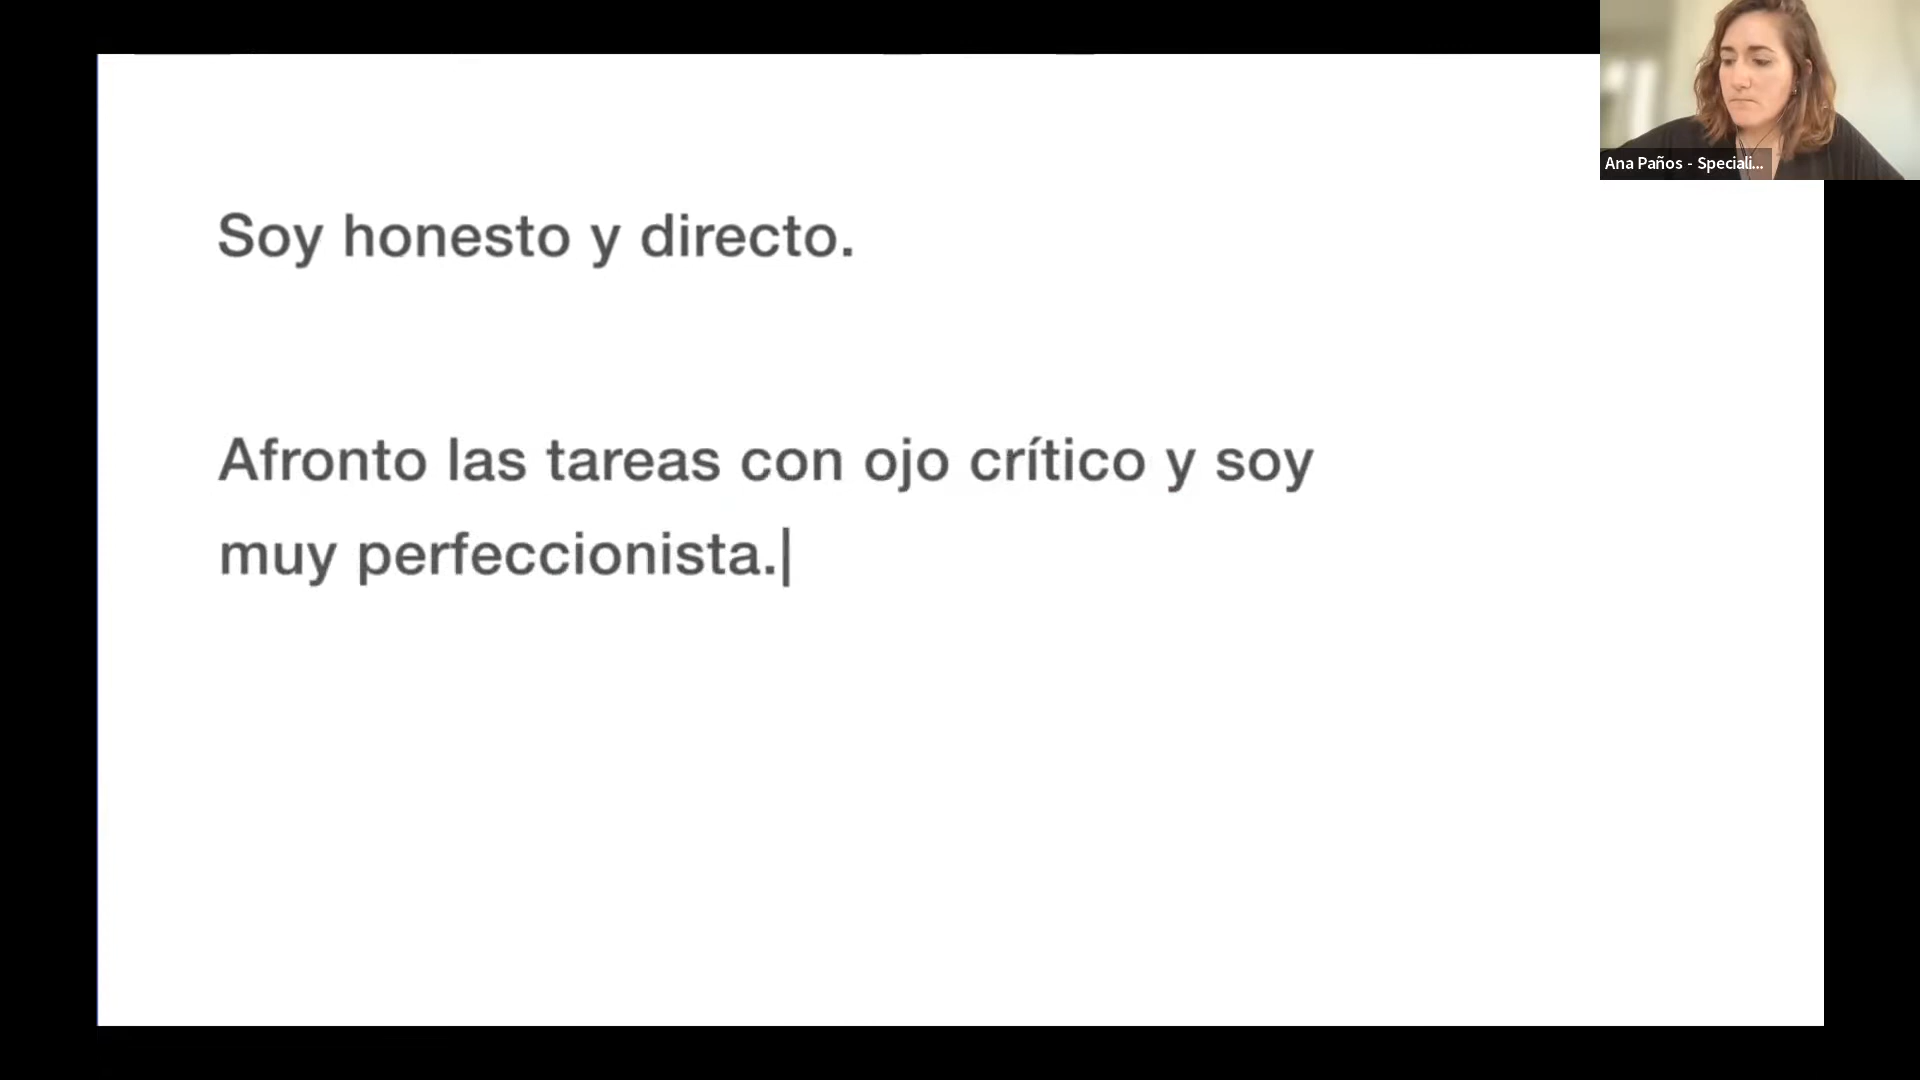 Ana Paños - Speciali...
Soy honesto y directo.
Afronto las tareas con ojo crítico y soy
muy perfeccionista.